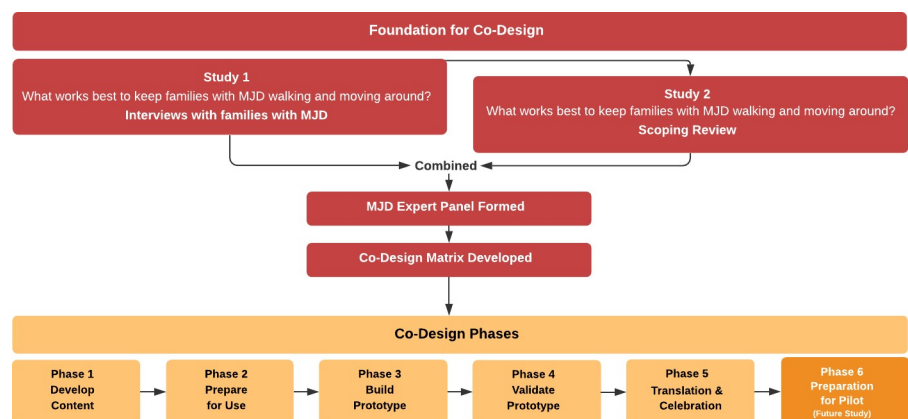 Foundation for Co-Design
Study 1
What works best to keep families with MJD walking and moving around?
Interviews with families with MJD
Study 2
What works best to keep families with MJD walking and moving around?
Scoping Review
Combined
MJD Expert Panel Formed
Co-Design Matrix Developed
Co-Design Phases
Phase 1
Develop
Content
Phase 2
Prepare
for Use
Phase 3
Build
Prototype
Phase 4
Validate
Prototype
Phase 5
Translation &
Celebration
Phase 6
Preparation
for Pilot
(Future Study)